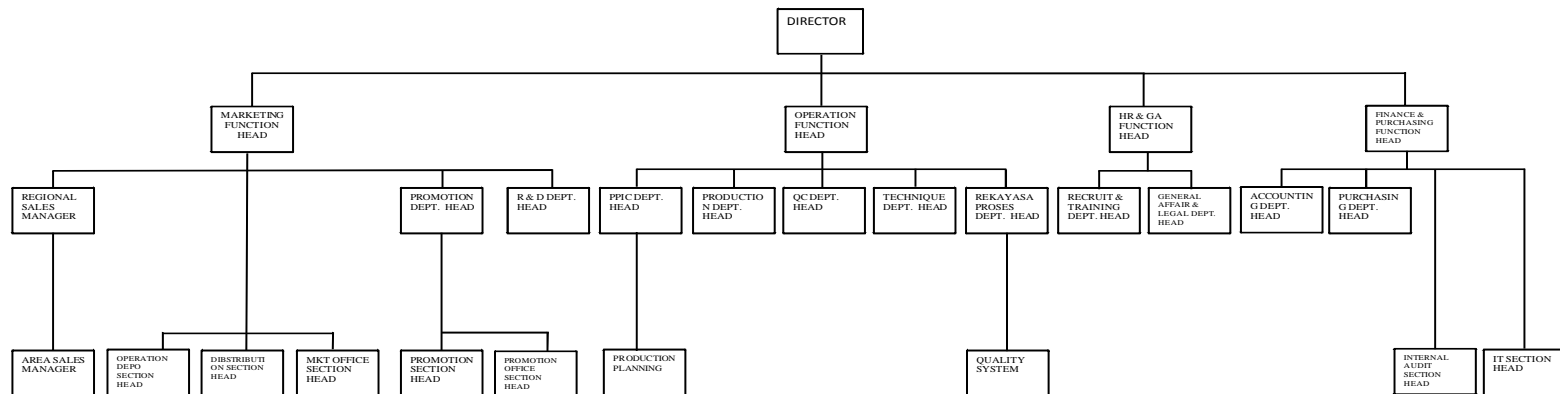 DIRECTOR
MARKETING
FUNCTION
HEAD
OPERATION
FUNCTION
HEAD
HR & GA
FUNCTION
HEAD
FINANCE &
PURCHASING
FUNCTION
HEAD
REGIONAL
SALES
MANAGER
PROMOTION
DEPT. HEAD
R & D DEPT.
HEAD
PPIC DEPT.
HEAD
PRODUCTIO
N DEPT.
HEAD
QC DEPT.
HEAD
TECHNIQUE
DEPT. HEAD
REKAYASA
PROSES
DEPT. HEAD
RECRUIT &
TRAINING
DEPT. HEAD
GENERAL
AFFAIR &
LEGAL DEPT.
HEAD
ACCOUNTIN
G DEPT.
HEAD
PURCHASIN
G DEPT.
HEAD
AREA SALES
MANAGER
OPERATION
DEPO
SECTION
HEAD
DIBSTRIBUTI
ON SECTION
HEAD
MKT OFFICE
SECTION
HEAD
PROMOTION
SECTION
HEAD
PROMOTION
OFFICE
SECTION
HEAD
PRODUCTION
PLANNING
QUALITY
SYSTEM
INTERNAL
AUDIT
SECTION
HEAD
IT SECTION
HEAD